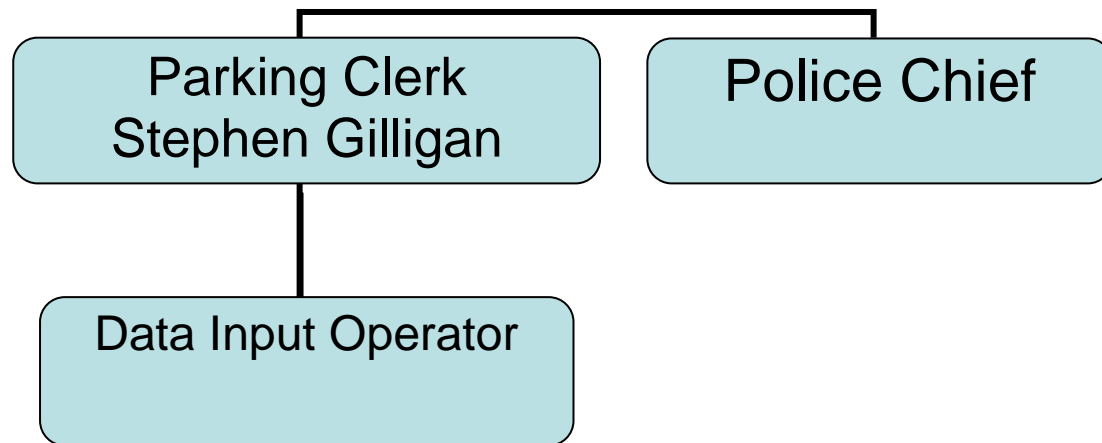 Parking Clerk
Stephen Gilligan
Police Chief
Data Input Operator